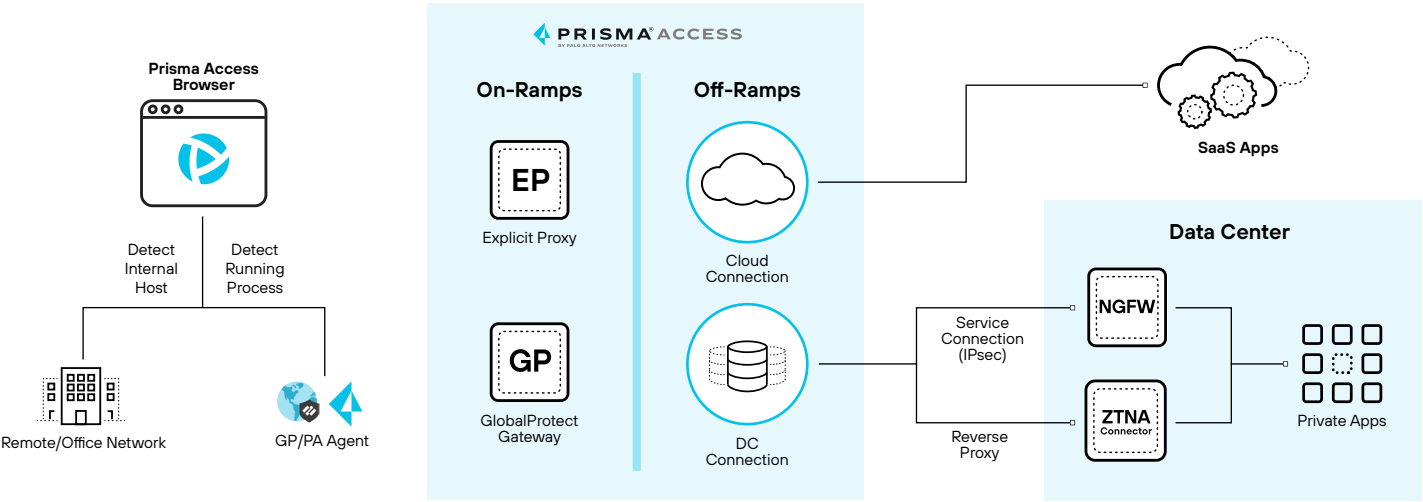 Prisma Access
Browser
Detect
Internal
Host
Detect
Running
Process
Remote/Office Network
GP/PA Agent
PRISMA® ACCESS
BY PALO ALTO NETWORKS
On-Ramps
Off-Ramps
EP
Explicit Proxy
GP
GlobalProtect
Gateway
Cloud
Connection
DC
Connection
SaaS Apps
Service
Connection
(IPsec)
Reverse
Proxy
Data Center
NGFW
ZTNA
Connector
Private Apps